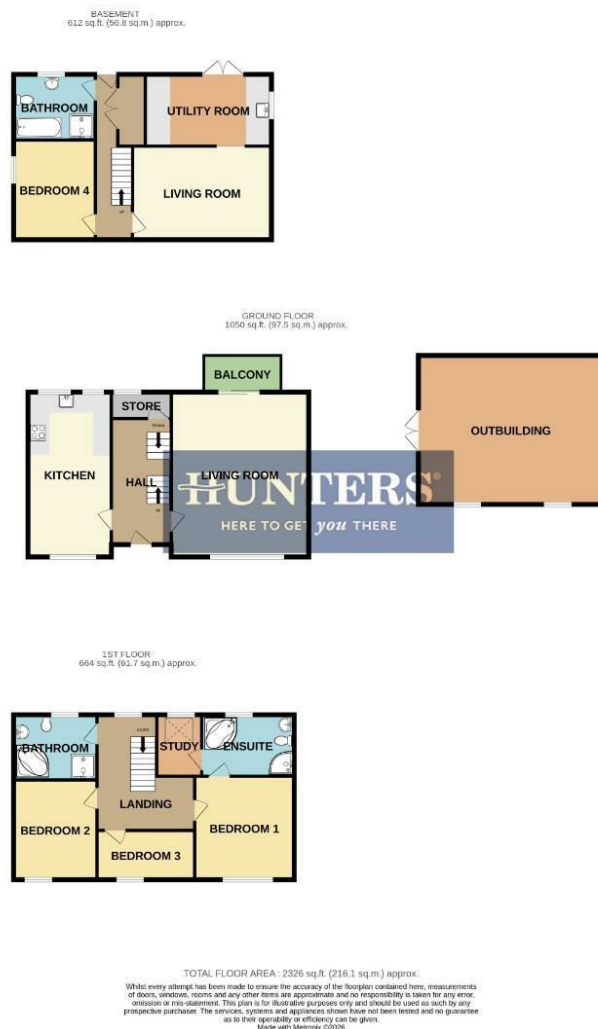 BASEMENT
612 sq.ft. (56.8 sq.m.) approx.
BATHROOM
UTILITY ROOM
BEDROOM 4
LIVING ROOM
UP
GROUND FLOOR
1050 sq.ft. (97.5 sq.m.) approx.
BALCONY
STORE
DOWN
OUTBUILDING
KITCHEN
HALL
LIVING ROOM
UP
HUNTERS®
HERE TO GET you THERE
1ST FLOOR
664 sq.ft. (61.7 sq.m.) approx.
DOWN
BATHROOM
STUDY
ENSUITE
LANDING
BEDROOM 2
BEDROOM 1
BEDROOM 3
TOTAL FLOOR AREA : 2326 sq.ft. (216.1 sq.m.) approx.
Whilst every attempt has been made to ensure the accuracy of the floorplan contained here, measurements
of doors, windows, rooms and any other items are approximate and no responsibility is taken for any error,
omission or mis-statement. This plan is for illustrative purposes only and should be used as such by any
prospective purchaser. The services, systems and appliances shown have not been tested and no guarantee
as to their operability or efficiency can be given.
Made with Metropix ©2026